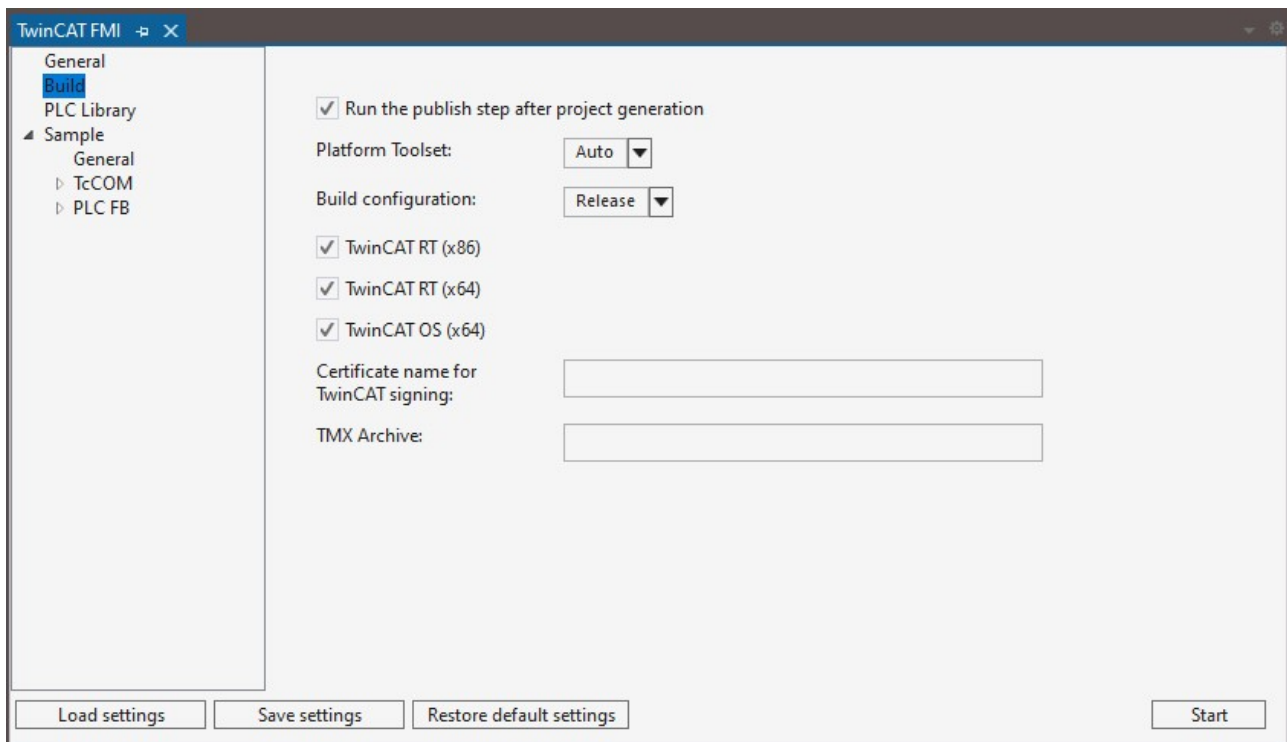 TwinCAT FMI
General
Build
PLC Library
Sample
General
TcCOM
PLC FB
Run the publish step after project generation
Platform Toolset:
Auto
Build configuration:
Release
TwinCAT RT (x86)
TwinCAT RT (x64)
TwinCAT OS (x64)
Certificate name for
TwinCAT signing:
TMX Archive:
Load settings
Save settings
Restore default settings
Start